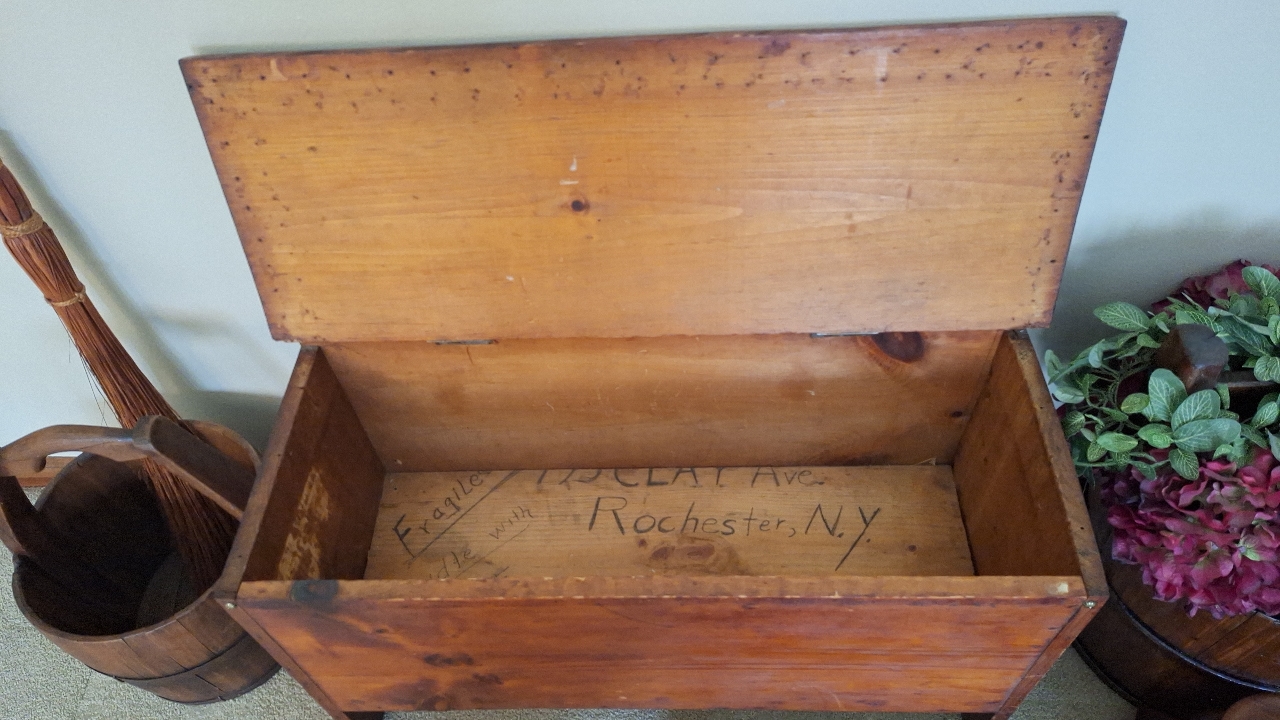 CLAY Ave.
Rochester, N.Y.
Fragile
with